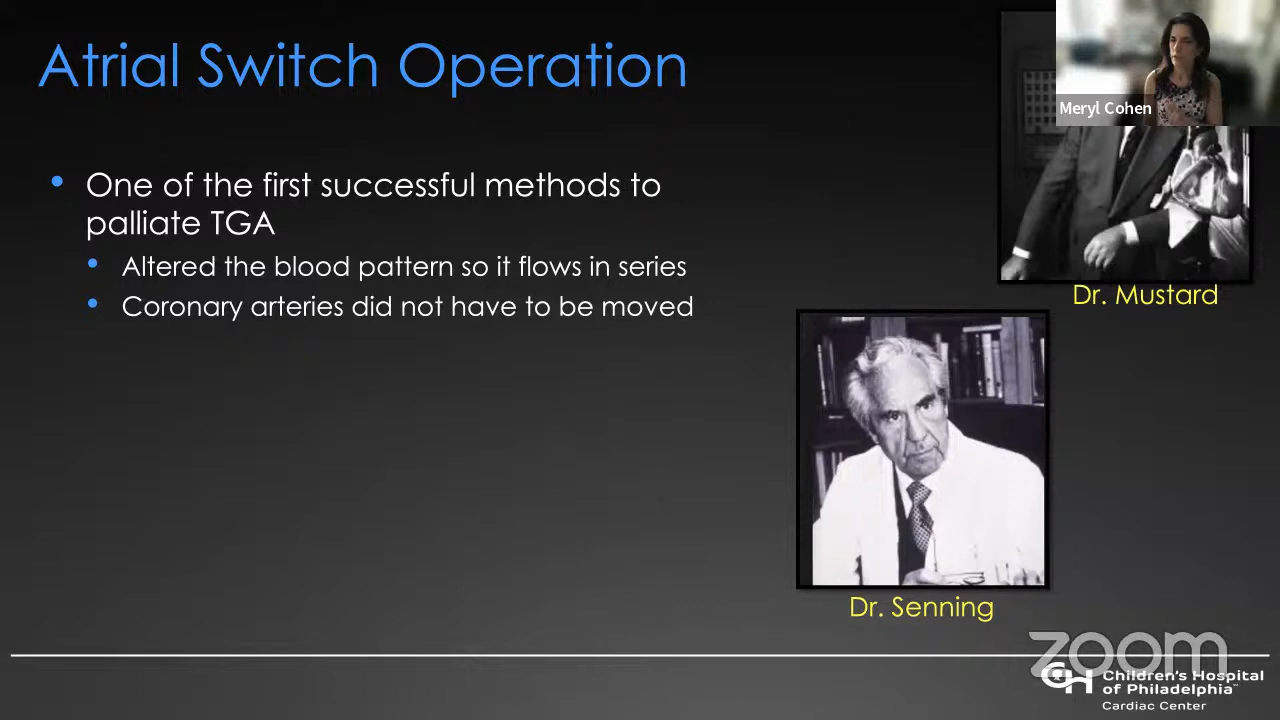 Atrial Switch Operation
Meryl Cohen
One of the first successful methods to
palliate TGA
Altered the blood pattern so it flows in series
Coronary arteries did not have to be moved
Dr. Mustard
Dr. Senning
zoom
CH Children's Hospital
of Philadelphia
Cardiac Center